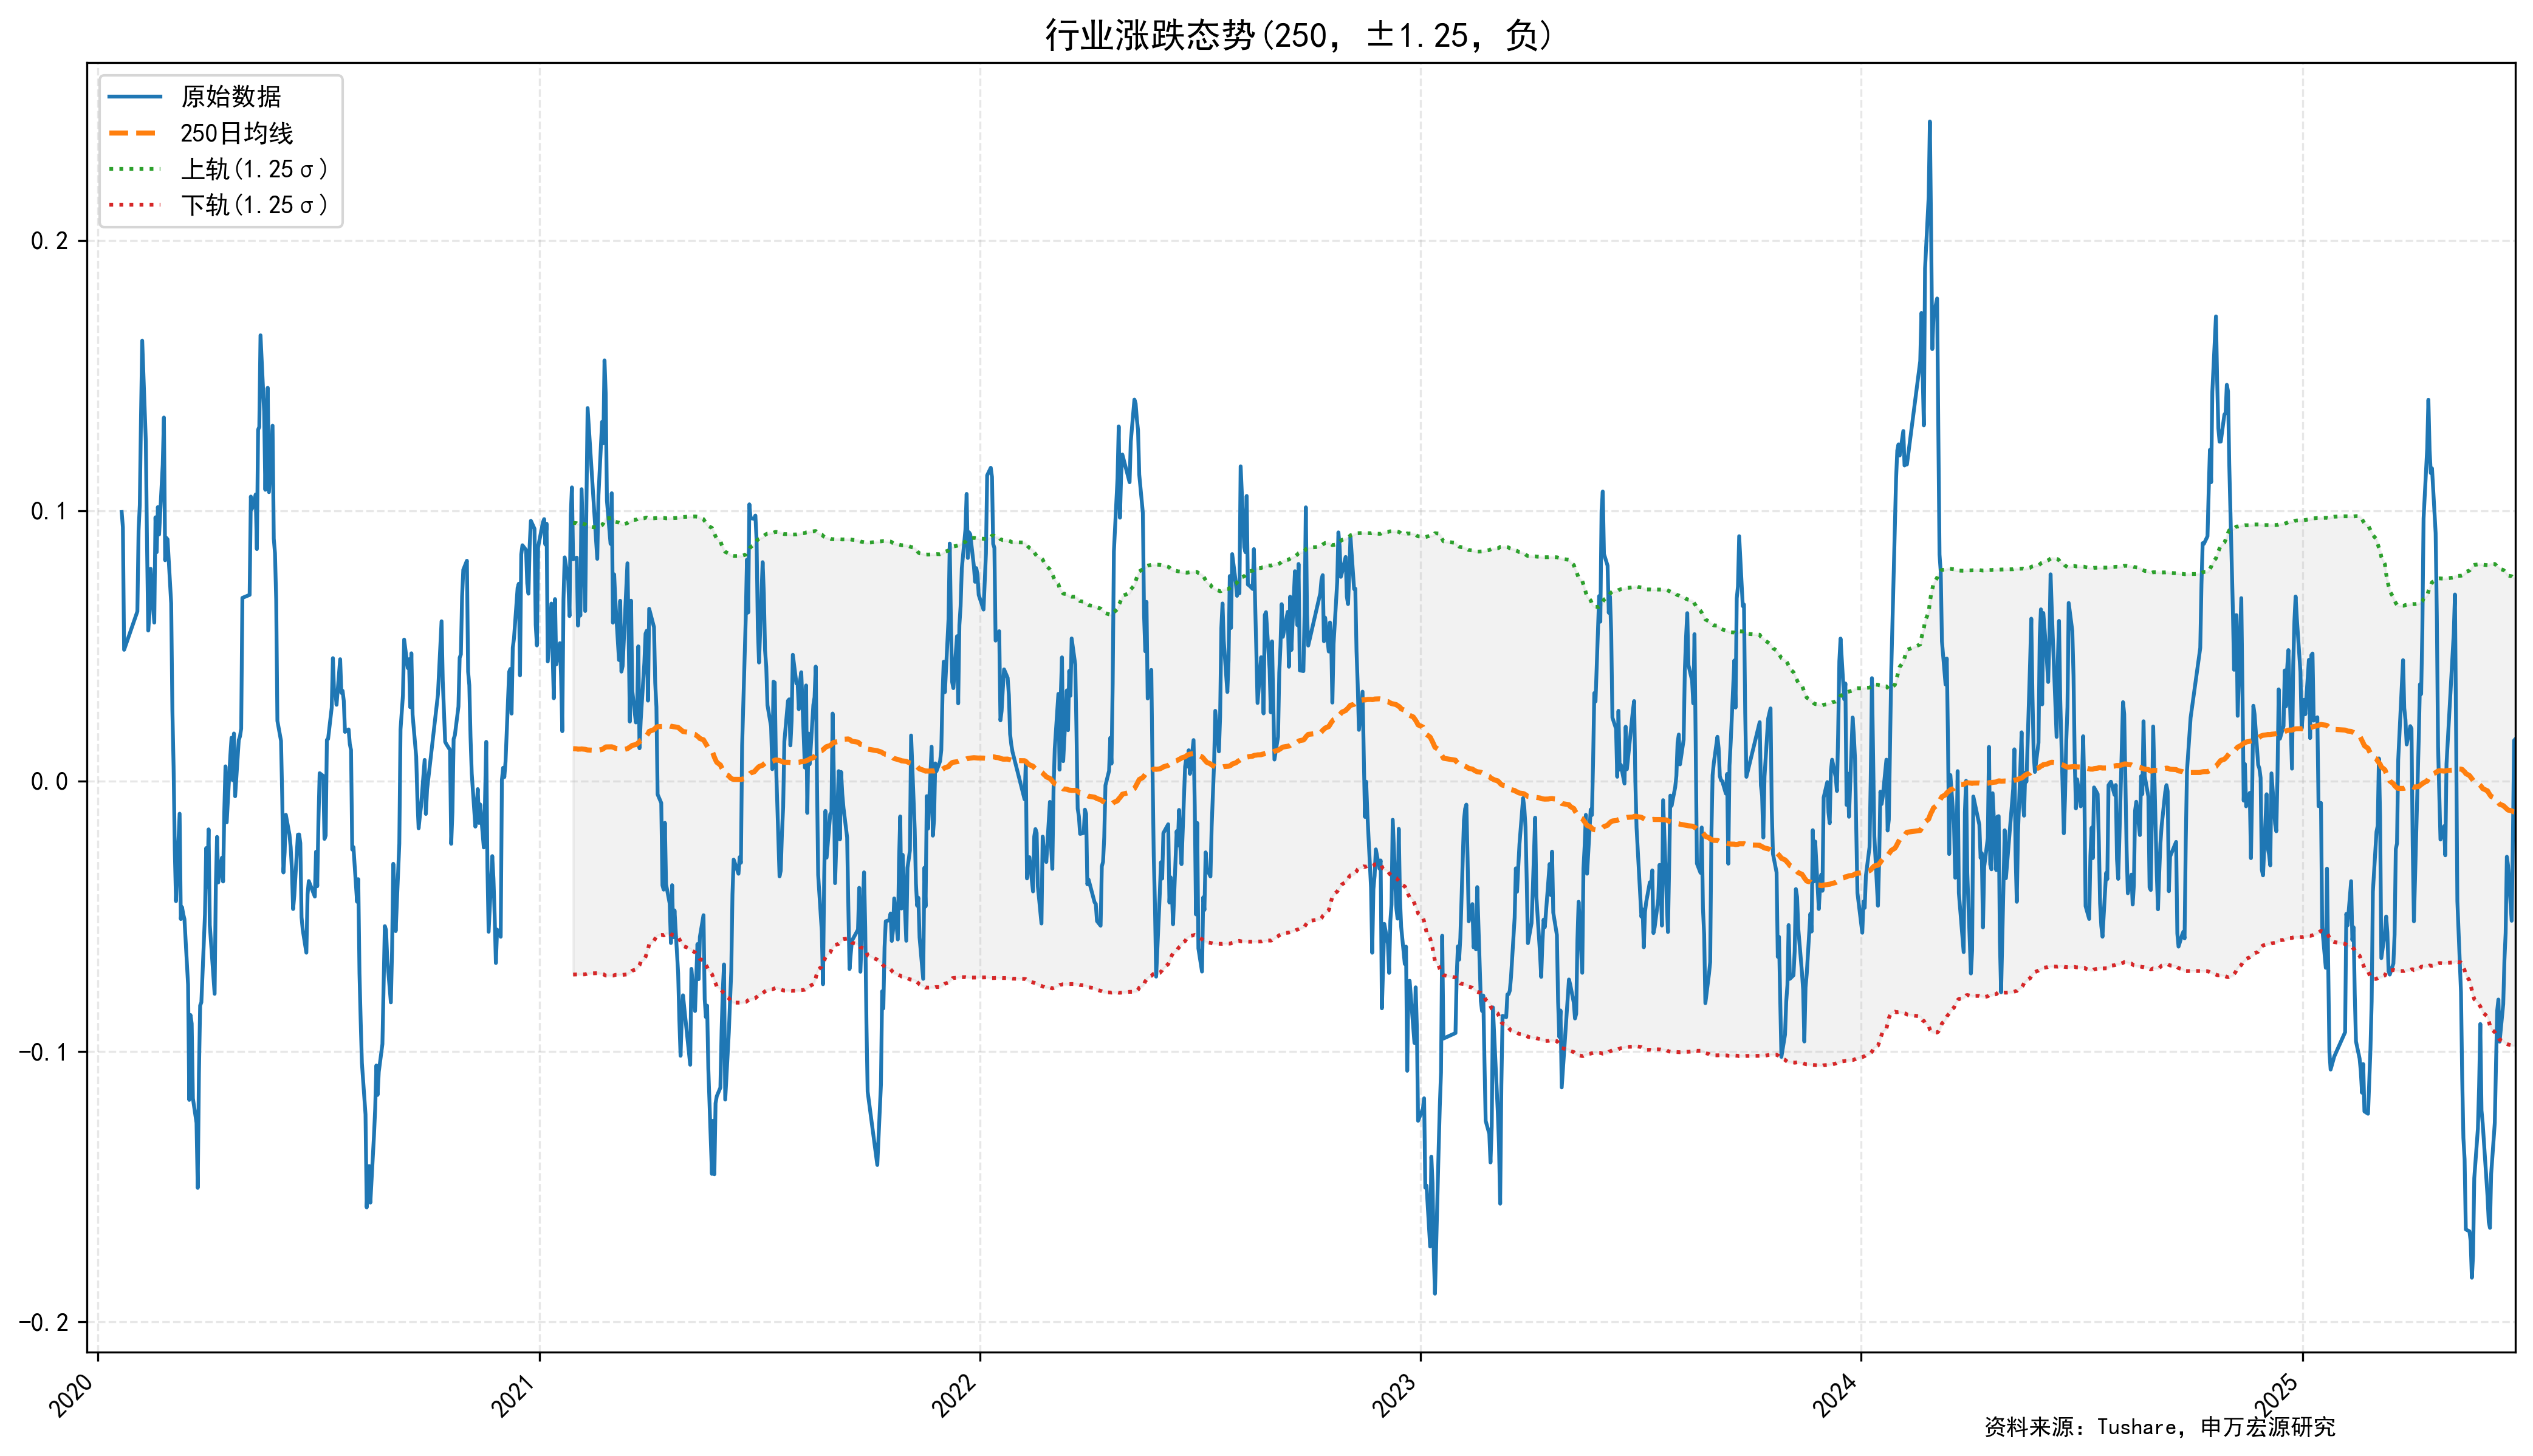 行业涨跌态势(250, ±1.25, 负)
原始数据
250日均线
上轨(1.25σ)
下轨(1.25σ)
0.2
0.1
0.0
−0.1
−0.2
2020
2021
2022
2023
2024
2025
资料来源: Tushare, 申万宏源研究